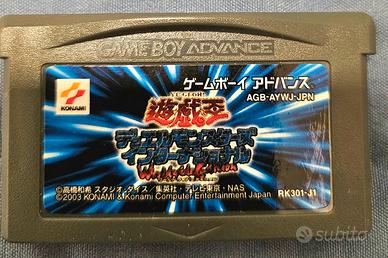 GAME BOY ADVANCE
ゲームボーイ アドバンス
AGB-AYWJ-JPN
KONAMI
YU-GI-OH!
遊戯王
デュエルモンスターズ
インターナショナル
©高橋和希 スタジオ・ダイス／集英社・テレビ東京・NAS
©2003 KONAMI & Konami Computer Entertainment Japan
RK301-J1
subito